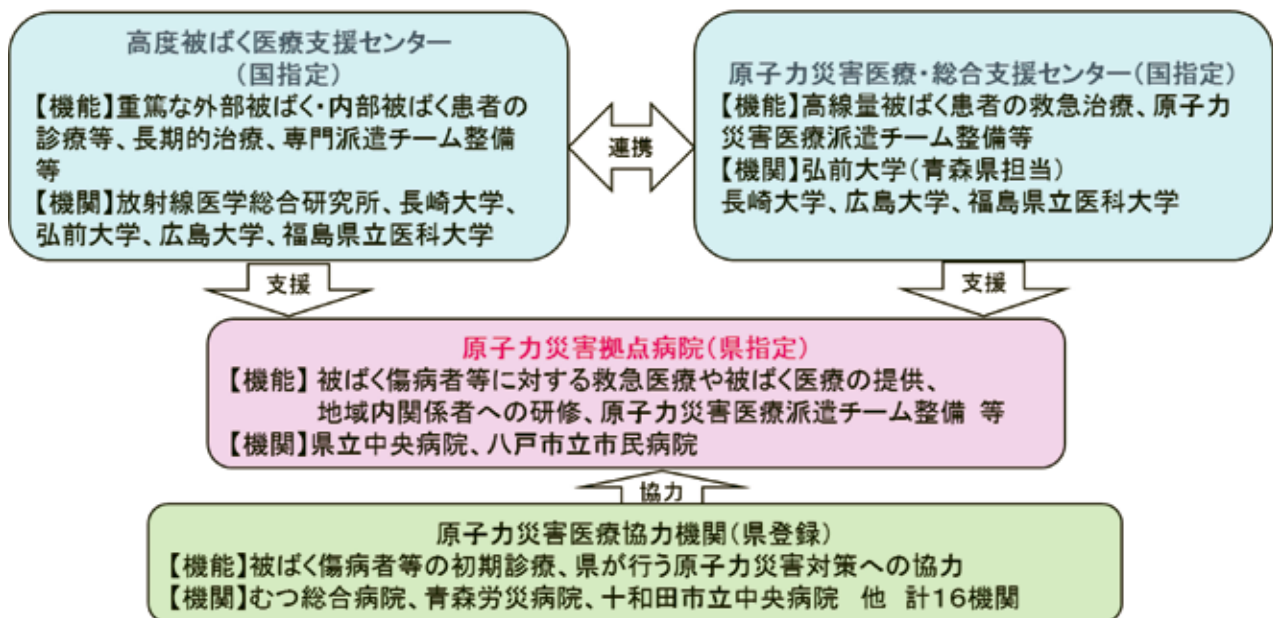 高度被ばく医療支援センター
(国指定)
【機能】重篤な外部被ばく・内部被ばく患者の
診療等、長期的治療、専門派遣チーム整備
等
【機関】放射線医学総合研究所、長崎大学、
弘前大学、広島大学、福島県立医科大学
連携
原子力災害医療・総合支援センター(国指定)
【機能】高線量被ばく患者の救急治療、原子力
災害医療派遣チーム整備等
【機関】弘前大学(青森県担当)
長崎大学、広島大学、福島県立医科大学
支援
支援
原子力災害拠点病院(県指定)
【機能】 被ばく傷病者等に対する救急医療や被ばく医療の提供、
地域内関係者への研修、原子力災害医療派遣チーム整備 等
【機関】県立中央病院、八戸市立市民病院
協力
原子力災害医療協力機関(県登録)
【機能】被ばく傷病者等の初期診療、県が行う原子力災害対策への協力
【機関】むつ総合病院、青森労災病院、十和田市立中央病院 他 計16機関